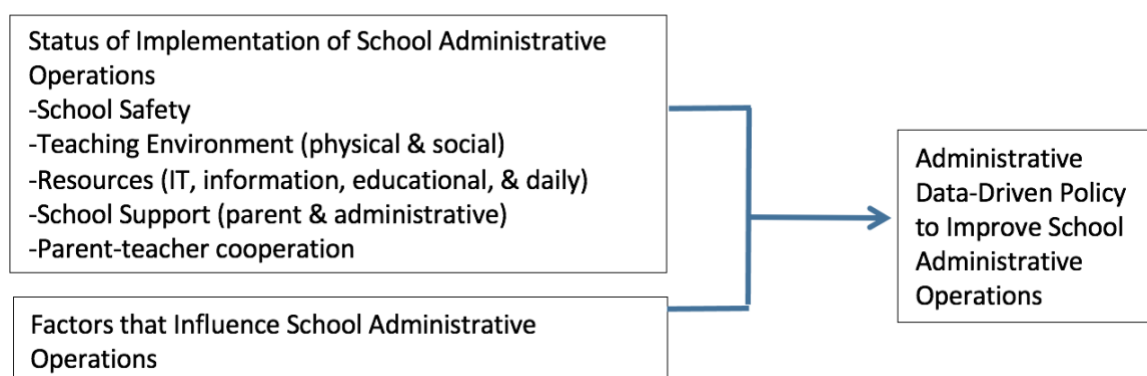 Status of Implementation of School Administrative
Operations
-School Safety
-Teaching Environment (physical & social)
-Resources (IT, information, educational, & daily)
-School Support (parent & administrative)
-Parent-teacher cooperation
Factors that Influence School Administrative
Operations
Administrative
Data-Driven Policy
to Improve School
Administrative
Operations